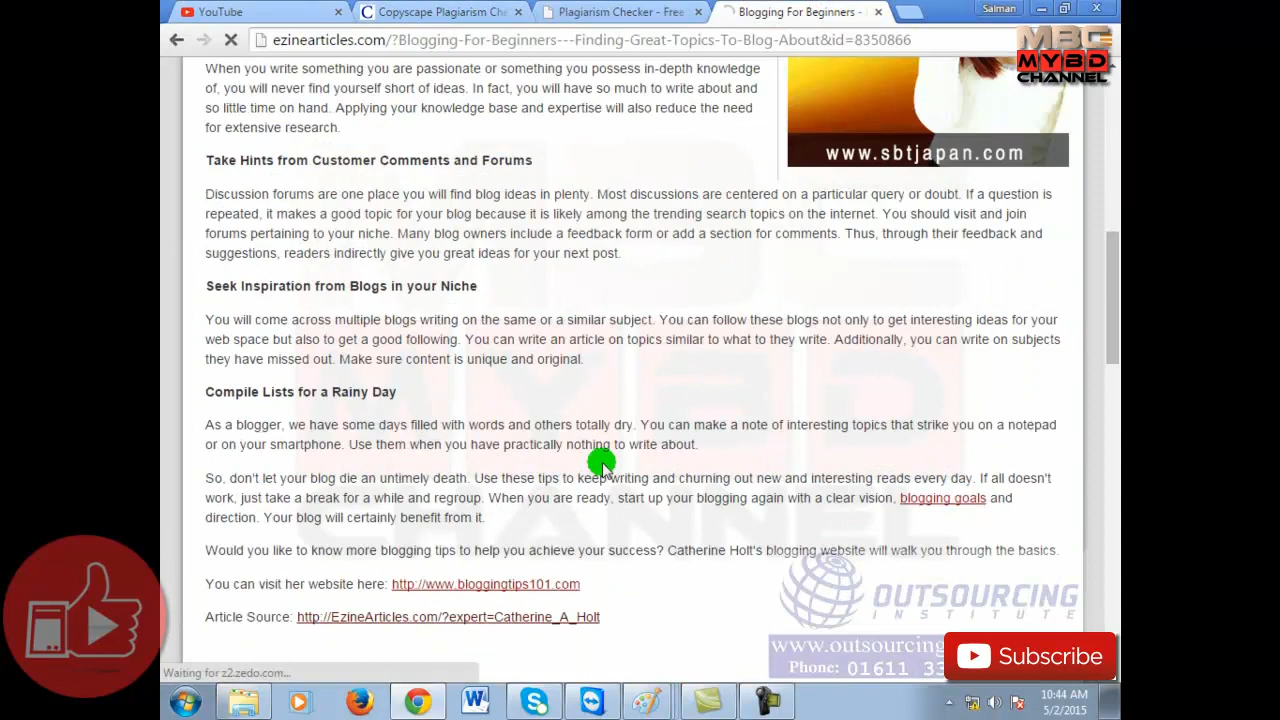 YouTube
Copyscape Plagiarism Che
Plagiarism Checker - Free
Blogging For Beginners -
Salman
ezinearticles.
ogging-For-Beginners---Finding-Great-Topics-To-Blog-About&id=8350866
MBC
MYBD
CHANNEL
When you write something you are passionate or something you possess in-depth knowledge
of, you will never find yourself short of ideas. In fact, you will have so much to write about and
so little time on hand. Applying your knowledge base and expertise will also reduce the need
for extensive research.
www.sbtjapan.com
Take Hints from Customer Comments and Forums
Discussion forums are one place you will find blog ideas in plenty. Most discussions are centered on a particular query or doubt. If a question is
repeated, it makes a good topic for your blog because it is likely among the trending search topics on the internet. You should visit and join
forums pertaining to your niche. Many blog owners include a feedback form or add a section for comments. Thus, through their feedback and
suggestions, readers indirectly give you great ideas for your next post.
Seek Inspiration from Blogs in your Niche
You will come across multiple blogs writing on the same or a similar subject. You can follow these blogs not only to get interesting ideas for your
web space but also to get a good following. You can write an article on topics similar to what to they write. Additionally, you can write on subjects
they have missed out. Make sure content is unique and original.
Compile Lists for a Rainy Day
As a blogger, we have some days filled with words and others totally dry. You can make a note of interesting topics that strike you on a notepad
or on your smartphone. Use them when you have practically nothing to write about.
So, don't let your blog die an untimely death. Use these tips to keep writing and churning out new and interesting reads every day. If all doesn't
work, just take a break for a while and regroup. When you are ready, start up your blogging again with a clear vision, blogging goals and
direction. Your blog will certainly benefit from it.
Would you like to know more blogging tips to help you achieve your success? Catherine Holt's blogging website will walk you through the basics.
You can visit her website here: http://www.bloggingtips101.com
Article Source: http://EzineArticles.com/?expert=Catherine_A_Holt
MYBD
CHANNEL
OUTSOURCING
INSTITUTE
www.outsourcing
Phone: 01611 33
Subscribe
Waiting for z2.zedo.com...
10:44 AM
5/2/2015